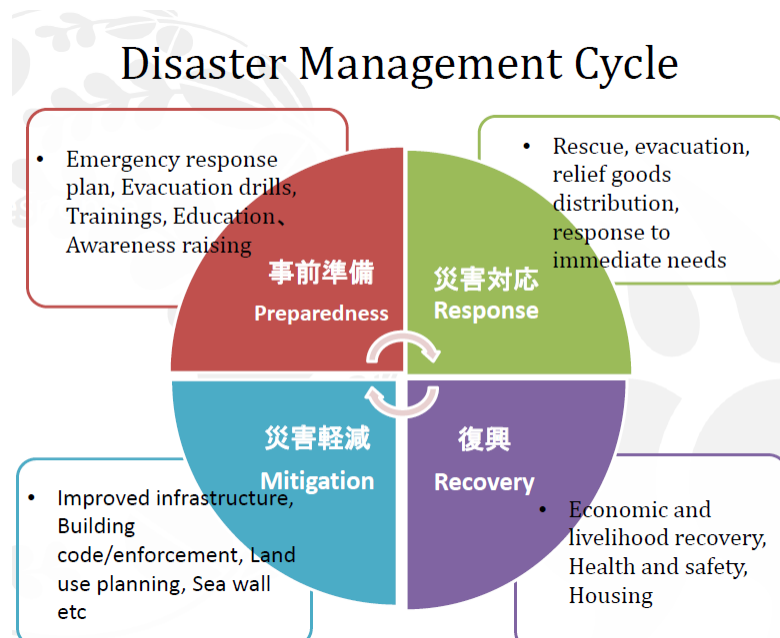 Disaster Management Cycle
• Emergency response
plan, Evacuation drills,
Trainings, Education、
Awareness raising
• Rescue, evacuation,
relief goods
distribution,
response to
immediate needs
事前準備
Preparedness
災害対応
Response
災害軽減
Mitigation
復興
Recovery
• Improved infrastructure,
Building
code/enforcement, Land
use planning, Sea wall
etc
• Economic and
livelihood recovery,
Health and safety,
Housing